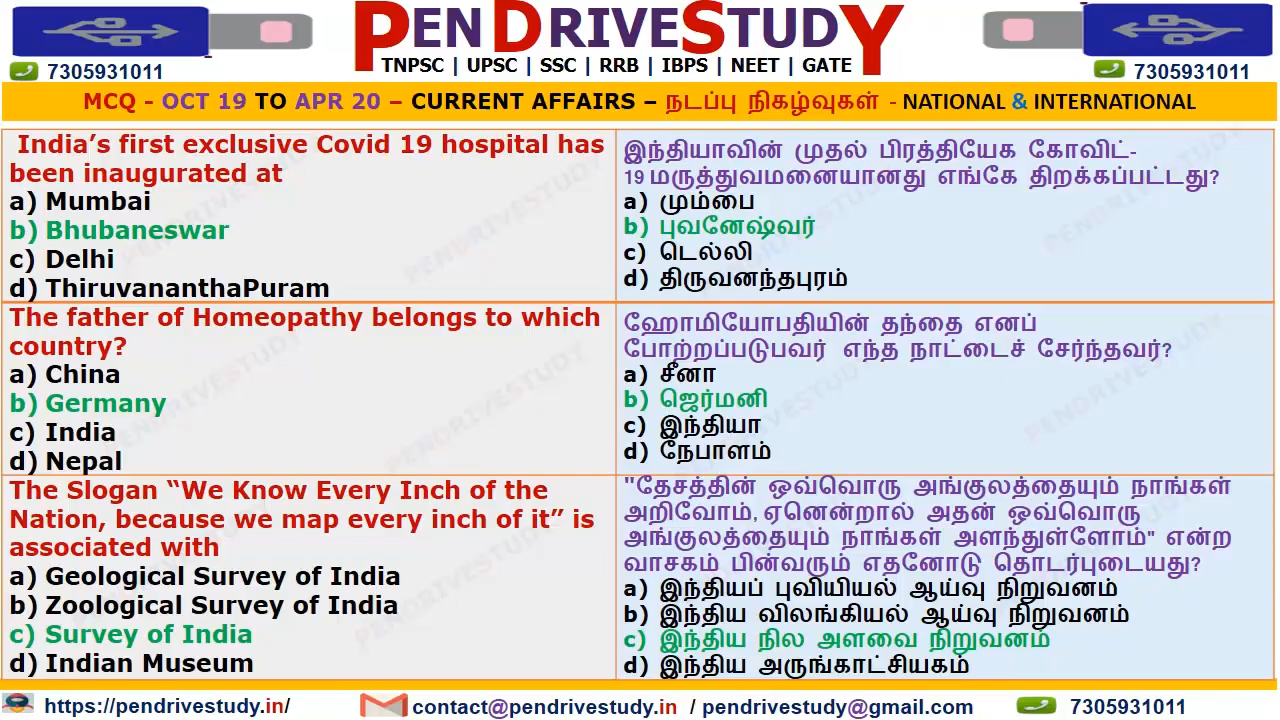 PENDRIVESTUDY
TNPSC | UPSC | SSC | RRB | IBPS | NEET | GATE
7305931011
7305931011
MCQ - OCT 19 TO APR 20 – CURRENT AFFAIRS – நடப்பு நிகழ்வுகள் - NATIONAL & INTERNATIONAL
India’s first exclusive Covid 19 hospital has
been inaugurated at
a) Mumbai
b) Bhubaneswar
c) Delhi
d) ThiruvananthaPuram
இந்தியாவின் முதல் பிரத்தியேக கோவிட்-
19 மருத்துவமனையானது எங்கே திறக்கப்பட்டது?
a) மும்பை
b) புவனேஷ்வர்
c) டெல்லி
d) திருவனந்தபுரம்
The father of Homeopathy belongs to which
country?
a) China
b) Germany
c) India
d) Nepal
ஹோமியோபதியின் தந்தை எனப்
போற்றப்படுபவர் எந்த நாட்டைச் சேர்ந்தவர்?
a) சீனா
b) ஜெர்மனி
c) இந்தியா
d) நேபாளம்
The Slogan “We Know Every Inch of the
Nation, because we map every inch of it” is
associated with
a) Geological Survey of India
b) Zoological Survey of India
c) Survey of India
d) Indian Museum
"தேசத்தின் ஒவ்வொரு அங்குலத்தையும் நாங்கள்
அறிவோம், ஏனென்றால் அதன் ஒவ்வொரு
அங்குலத்தையும் நாங்கள் அளந்துள்ளோம்" என்ற
வாசகம் பின்வரும் எதனோடு தொடர்புடையது?
a) இந்தியப் புவியியல் ஆய்வு நிறுவனம்
b) இந்திய விலங்கியல் ஆய்வு நிறுவனம்
c) இந்திய நில அளவை நிறுவனம்
d) இந்திய அருங்காட்சியகம்
https://pendrivestudy.in/
contact@pendrivestudy.in / pendrivestudy@gmail.com
7305931011